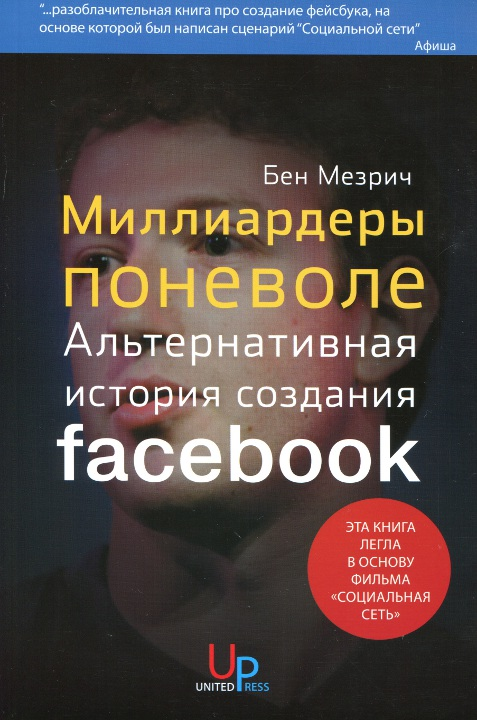 “...разоблачительная книга про создание фейсбука, на
основе которой был написан сценарий “Социальной сети”
Афиша
Бен Мезрич
Миллиардеры
поневоле
Альтернативная
история создания
facebook
ЭТА КНИГА
ЛЕГЛА
В ОСНОВУ
ФИЛЬМА
«СОЦИАЛЬНАЯ
СЕТЬ»
UP
UNITED PRESS